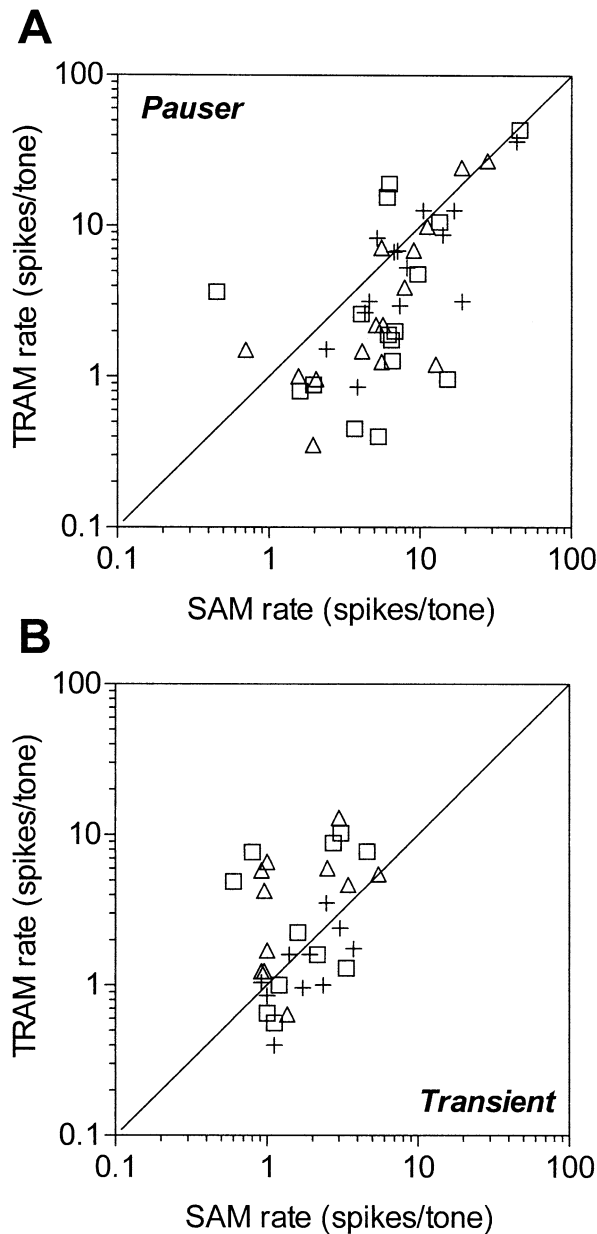 A
Pauser
100
10
1
0.1
TRAM rate (spikes/tone)
0.1 1 10 100
SAM rate (spikes/tone)
B
100
10
1
0.1
TRAM rate (spikes/tone)
Transient
0.1 1 10 100
SAM rate (spikes/tone)